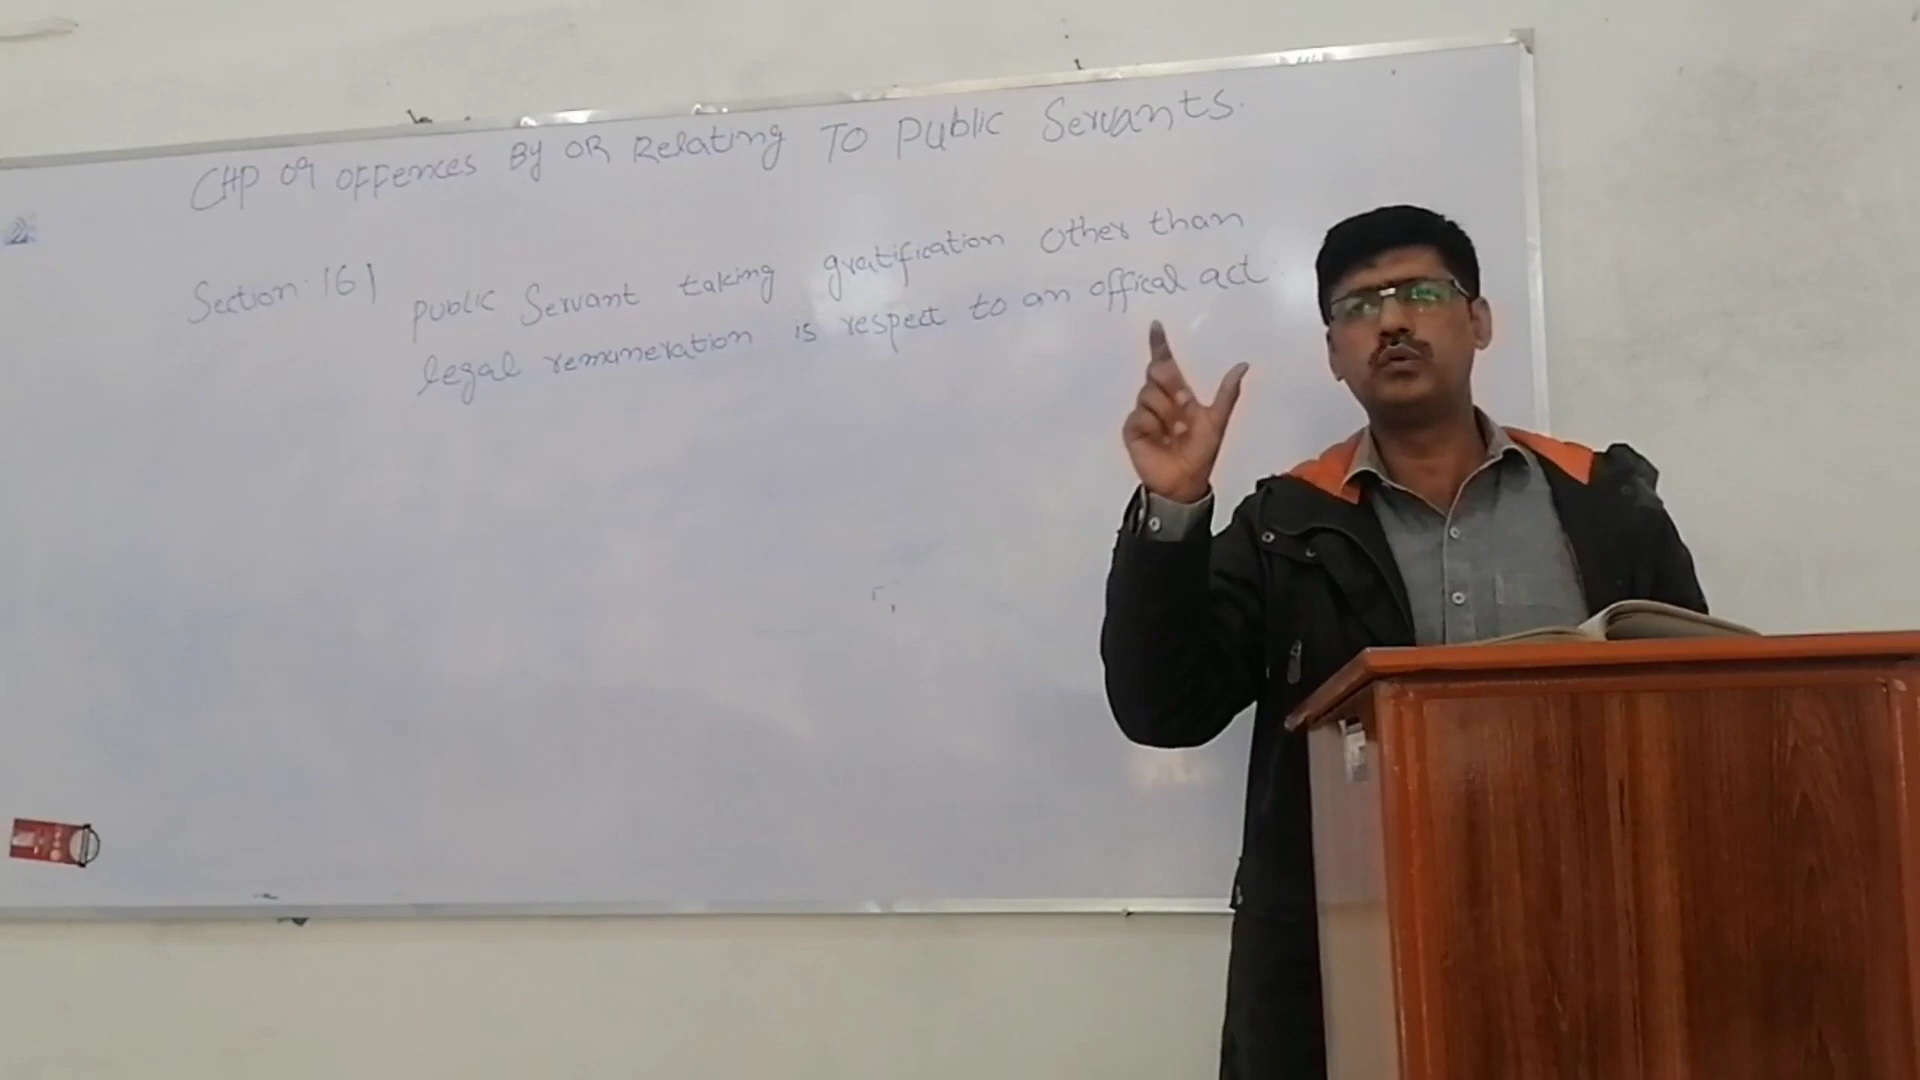 CHP 09 OFFences By OR Relating To Public Servants.
Section 161
Public Servant taking gratification other than
legal remuneration is respect to an offical act